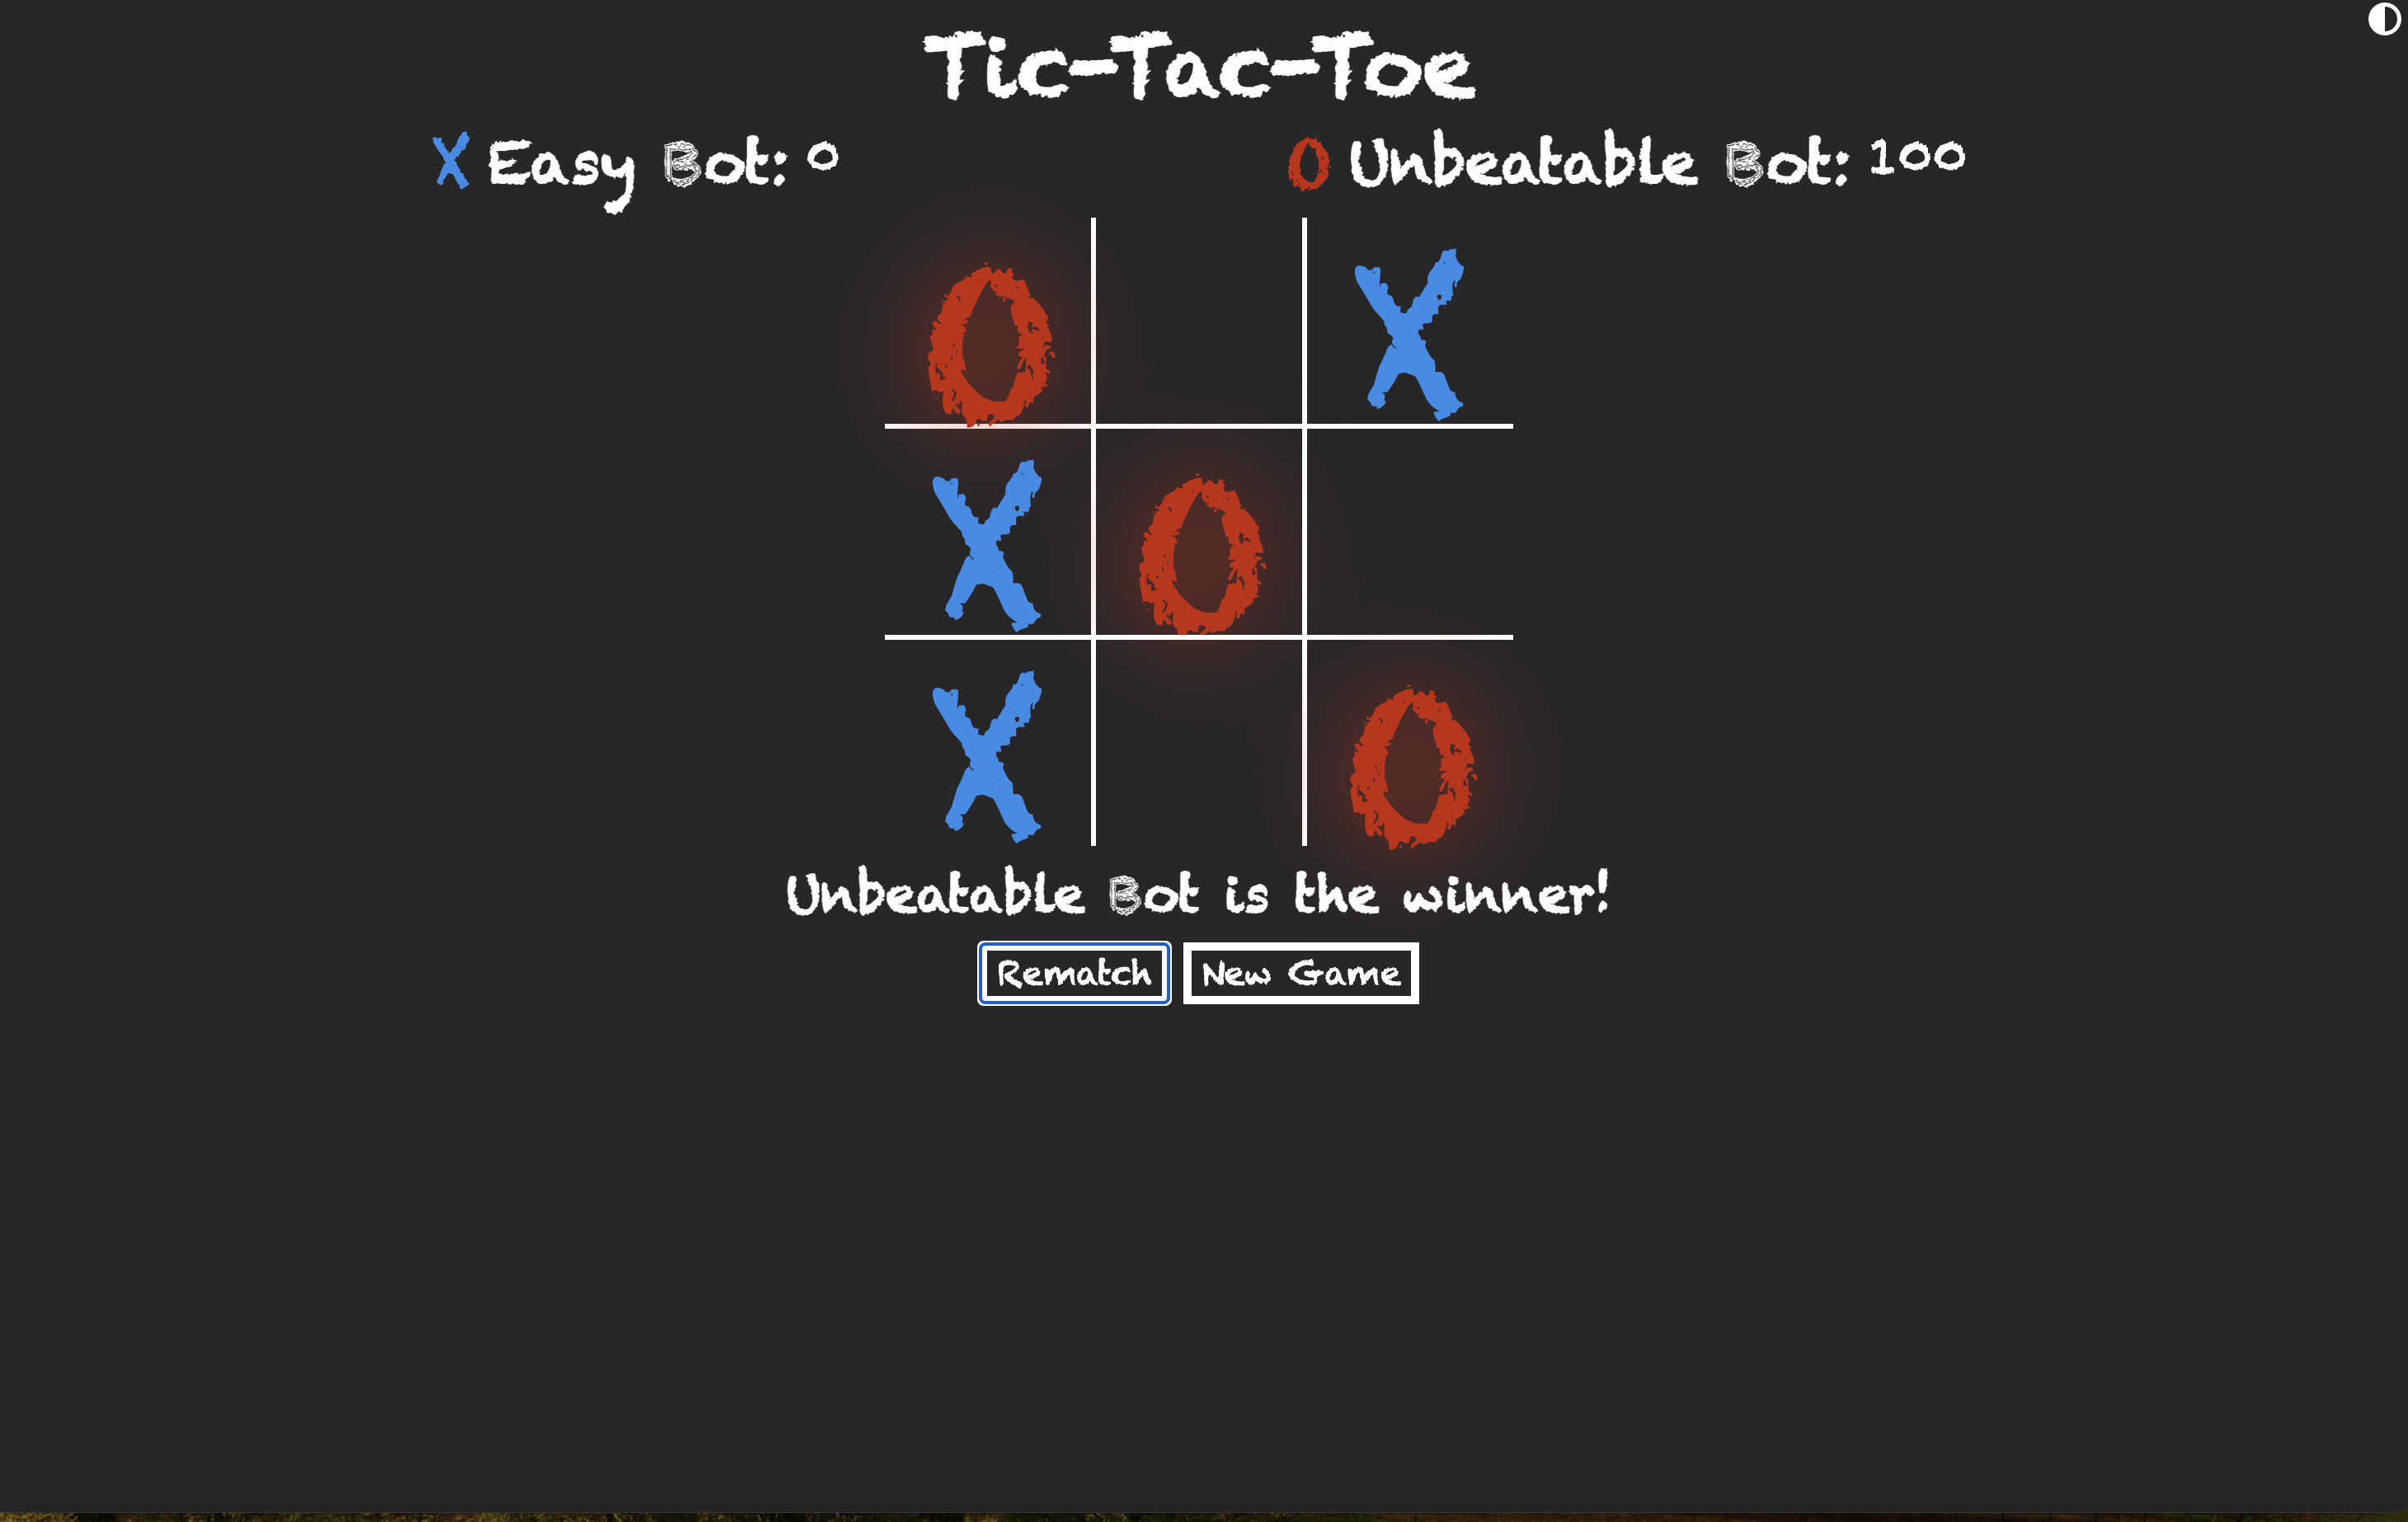 Tic-Tac-Toe
X Easy Bot: 0
O Unbeatable Bot: 100
O X
X O
X O
Unbeatable Bot is the winner!
Rematch
New Game